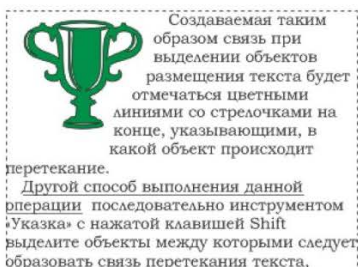 Создаваемая таким
образом связь при
выделении объектов
размещения текста будет
отмечаться цветными
линиями со стрелочками на
конце, указывающими, в
какой объект происходит
перетекание.
Другой способ выполнения данной
операции последовательно инструментом
«Указка» с нажатой клавишей Shift
выделите объекты между которыми следует
образовать связь перетекания текста,